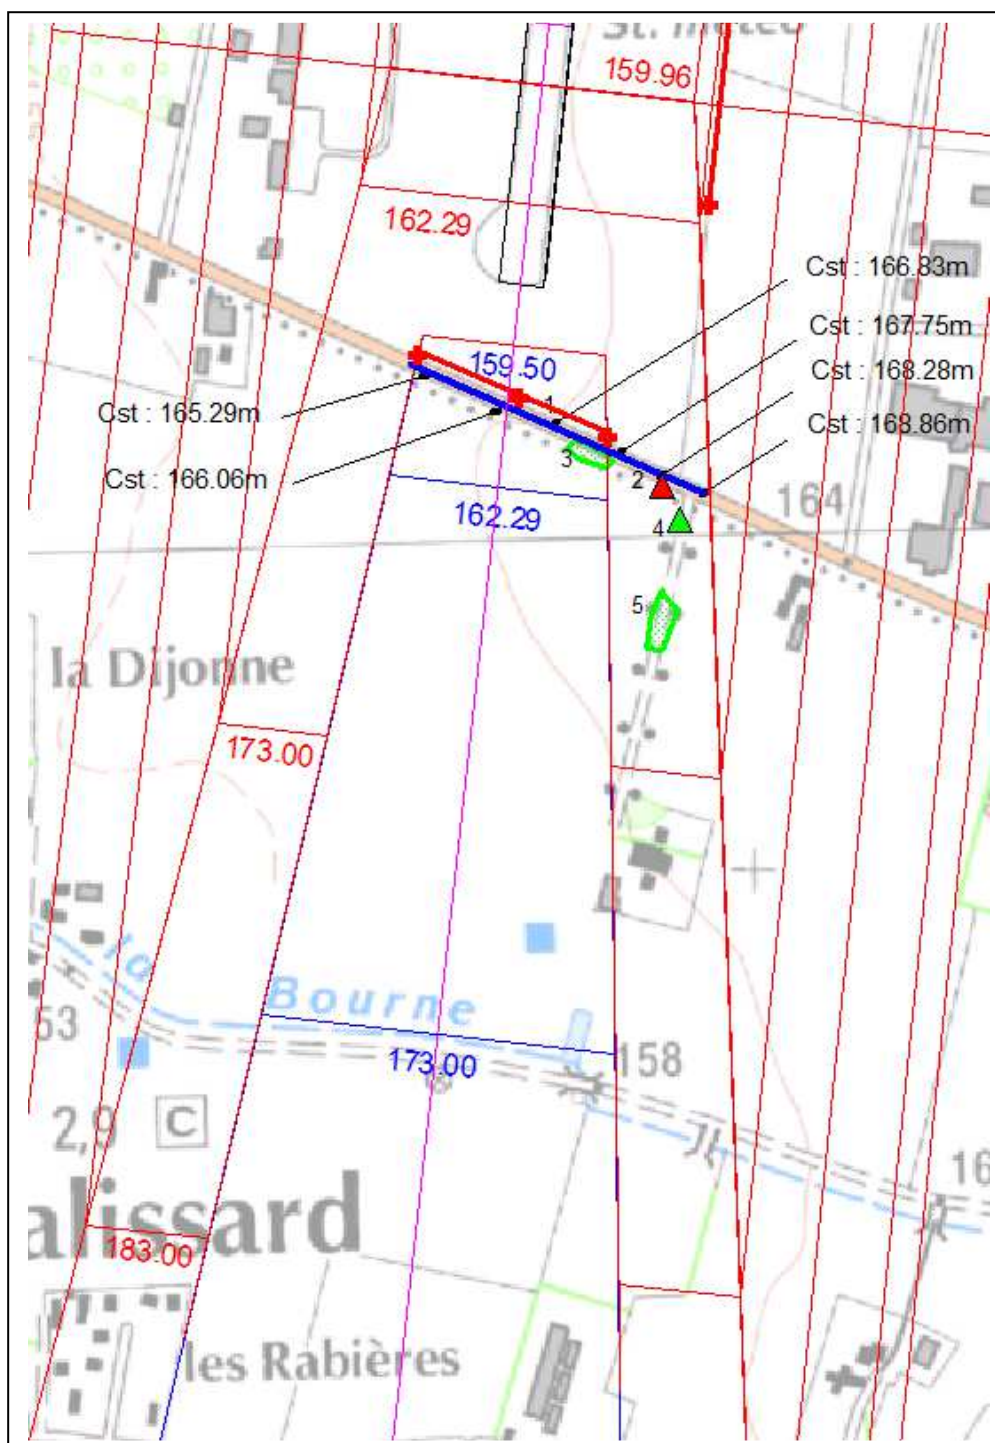 159.96
162.29
Cst : 166.83m
Cst : 167.75m
159.50
Cst : 168.28m
1
Cst : 165.29m
Cst : 168.86m
3
Cst : 166.06m
2
164
162.29
4
5
la Dijonne
173.00
la Bourne
53
173.00
158
2,9
C
16
alissard
183.00
les Rabières